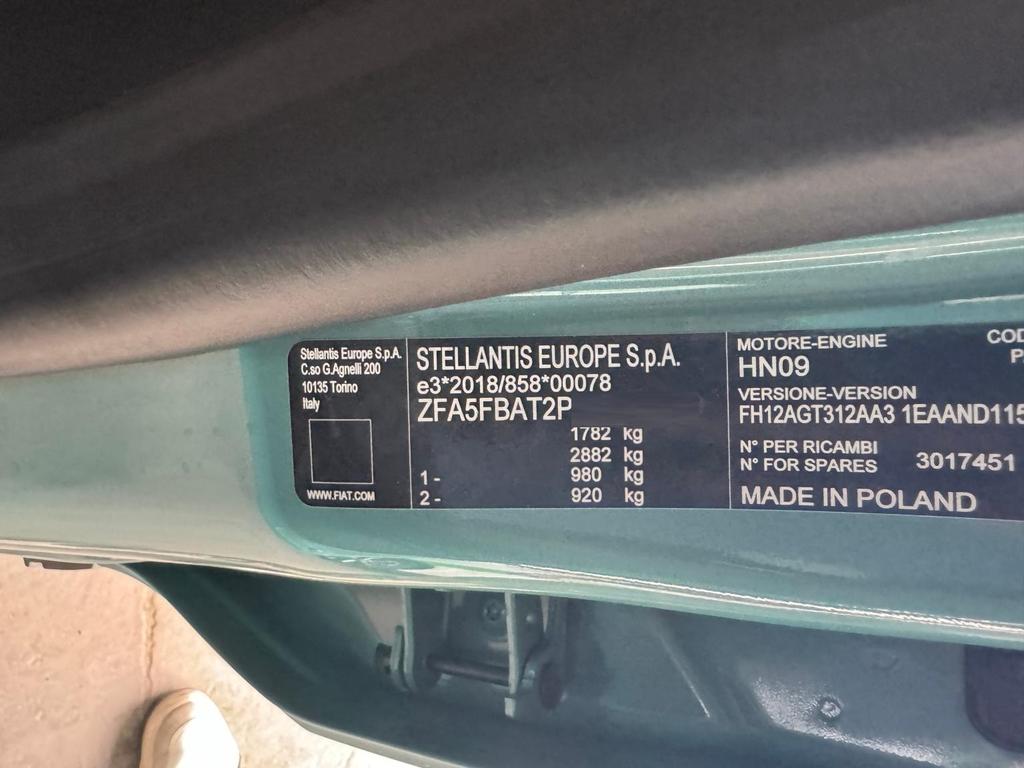 Stellantis Europe S.p.A.
C.so G.Agnelli 200
10135 Torino
Italy
WWW.FIAT.COM
STELLANTIS EUROPE S.p.A.
e3*2018/858*00078
ZFA5FBAT2P
1782 kg
2882 kg
1- 980 kg
2- 920 kg
MOTORE-ENGINE
HN09
VERSIONE-VERSION
FH12AGT312AA3 1EAAND115
N° PER RICAMBI
N° FOR SPARES 3017451
MADE IN POLAND
COD
P